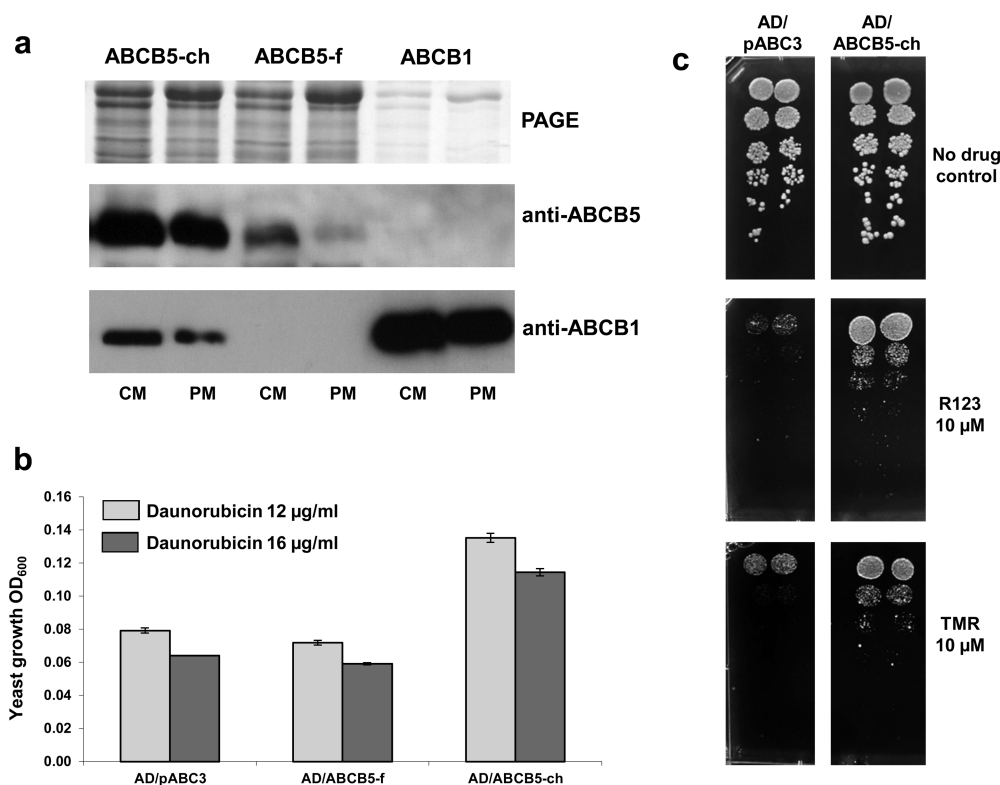 a
ABCB5-ch ABCB5-f ABCB1
PAGE
anti-ABCB5
anti-ABCB1
CM PM CM PM CM PM
b
Yeast growth OD600
0.16
0.14
0.12
0.10
0.08
0.06
0.04
0.02
0.00
Daunorubicin 12 µg/ml
Daunorubicin 16 µg/ml
AD/pABC3 AD/ABCB5-f AD/ABCB5-ch
c
AD/
pABC3
AD/
ABCB5-ch
No drug
control
R123
10 µM
TMR
10 µM